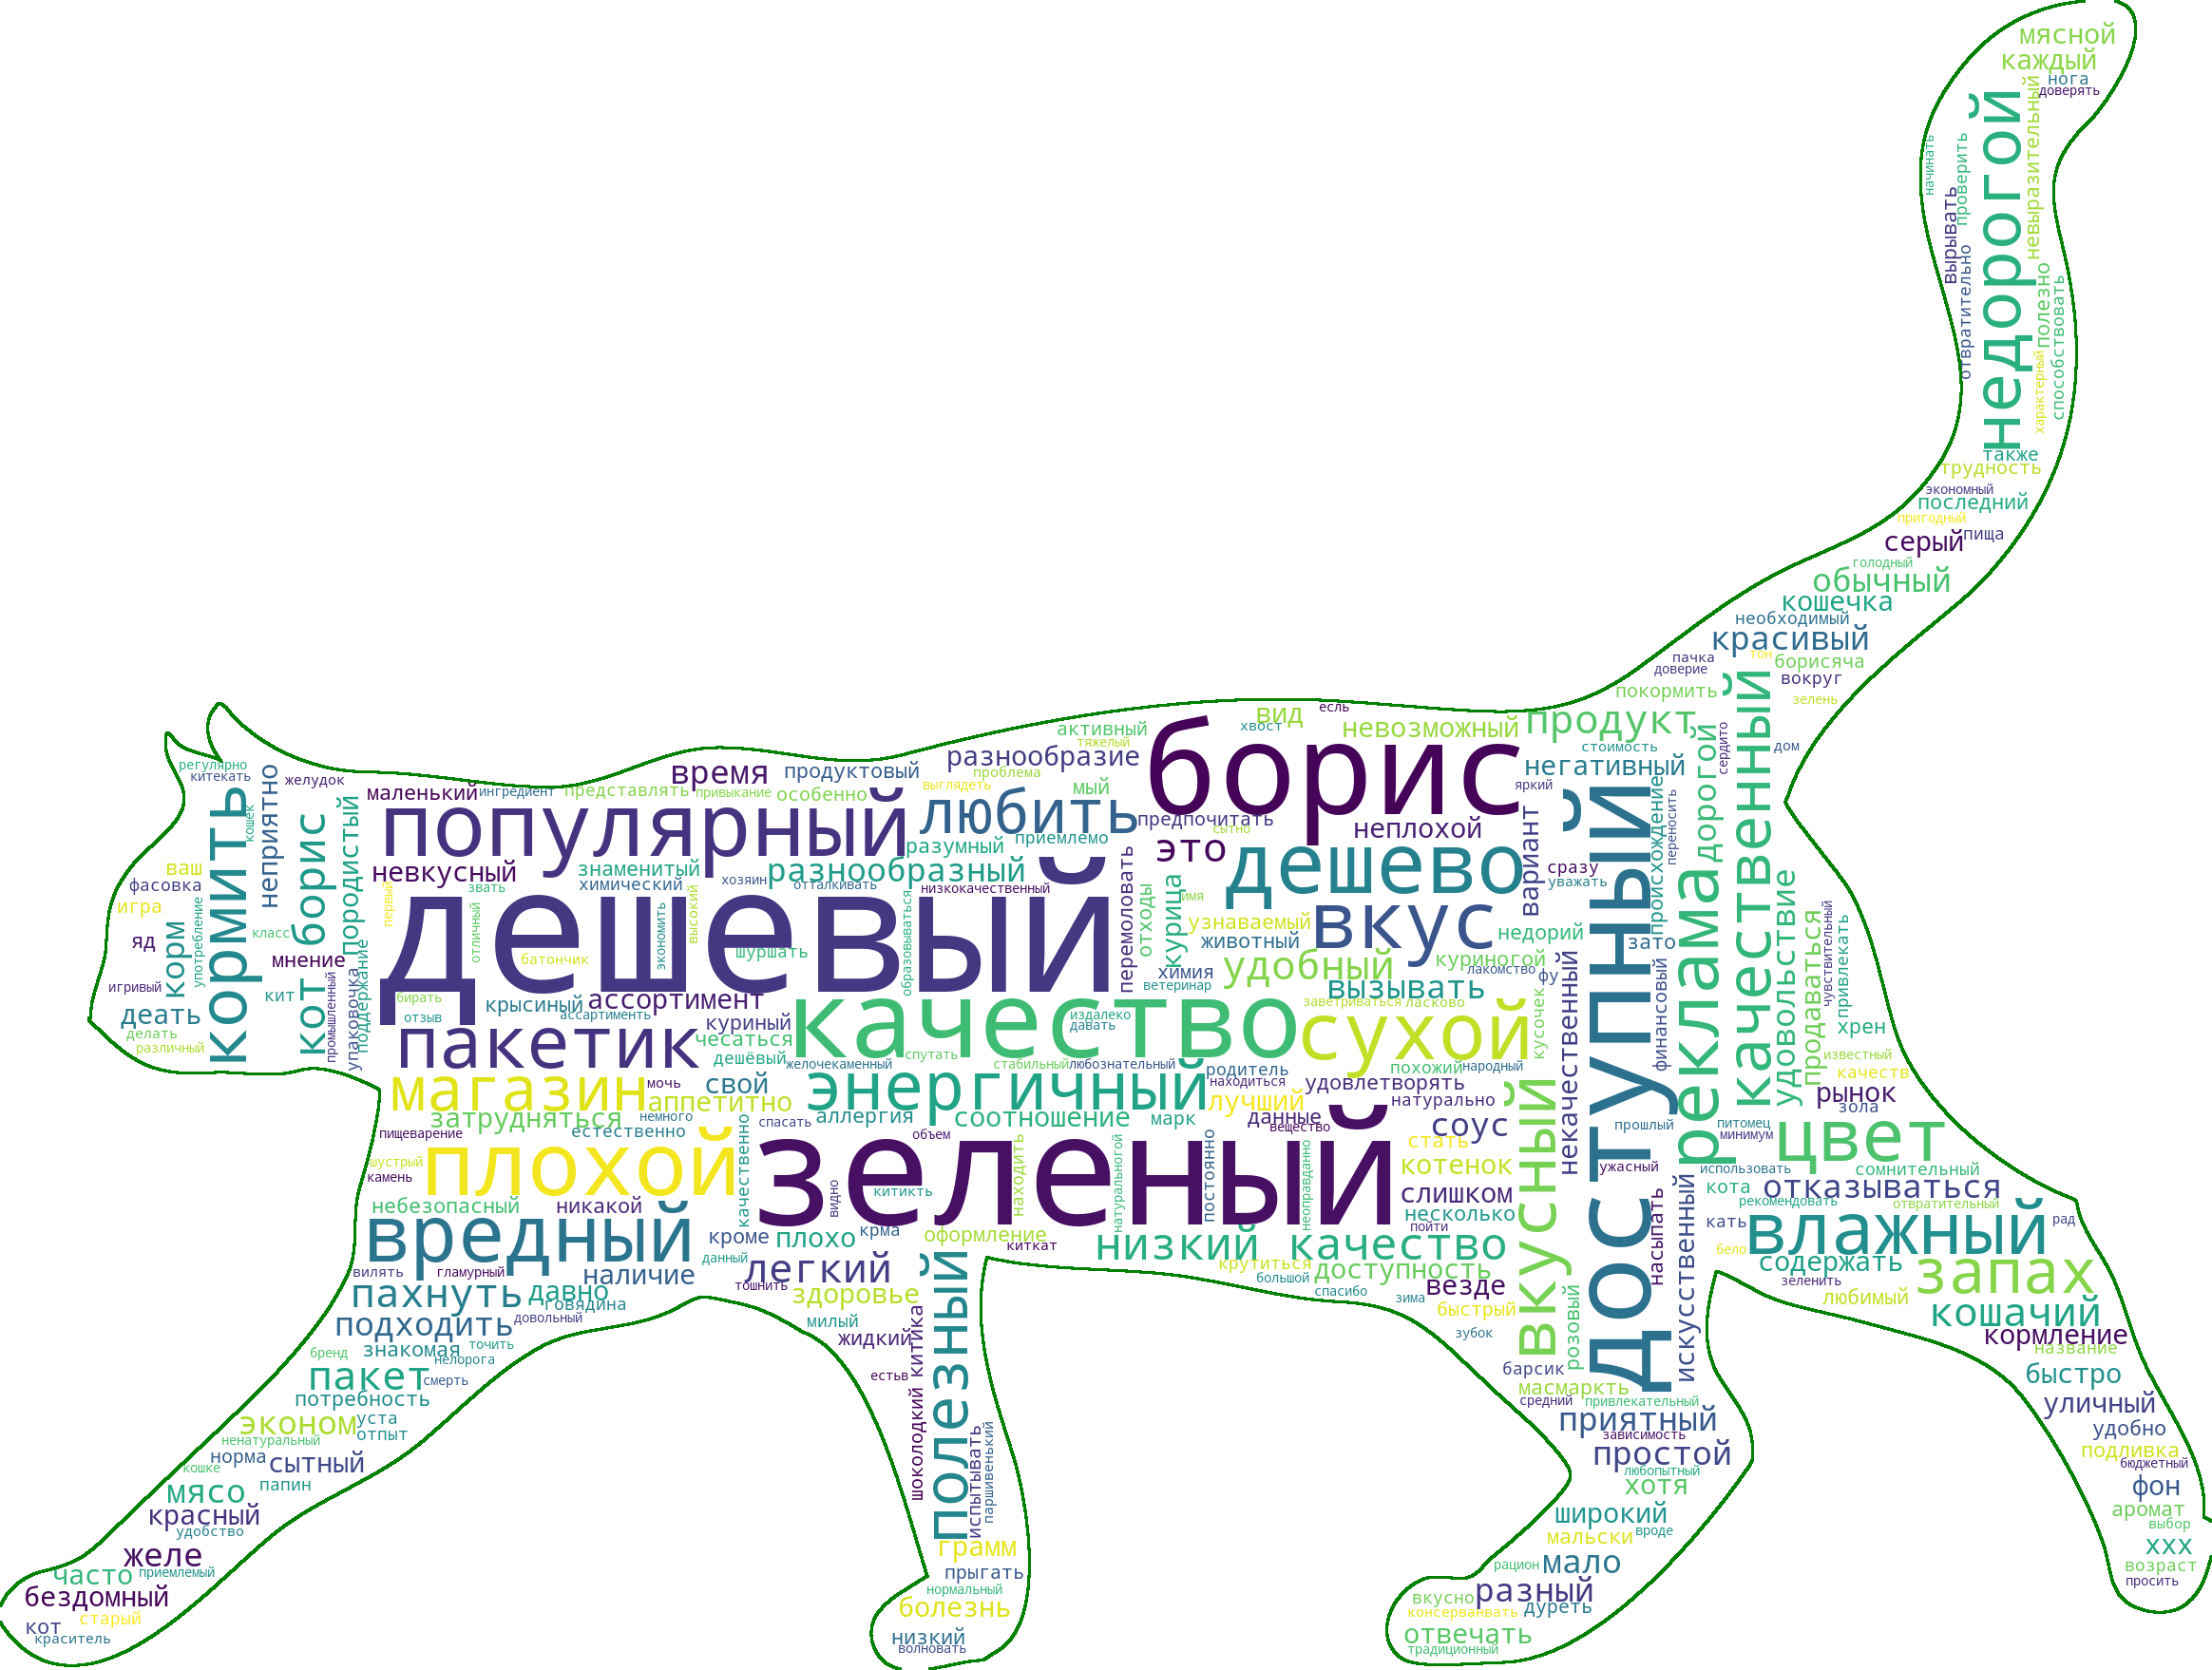 мясной
каждый
нога
доверять
недорогой
невыразительный
начинать
проверить
вырывать
отвратительно
полезно
способствовать
характерный
также
трудность
экономный
последний
пригодный
серый
пища
голодный
обычный
кошечка
необходимый
красивый
пачка
тон
борисяча
доверие
вокруг
покормить
зелень
продукт
вид
есль
хвост
невозможный
активный
тяжелый
борис
разнообразие
стоимость
сердито
дом
негативный
качественный
дорогой
регулярно
китекать
желудок
неприятно
время
продуктовый
проблема
выглядеть
мый
яркий
маленький
ингредиент
представлять
привыкание
особенно
популярный
любить
предпочитать
сытно
неплохой
кормить
кошек
кот борис
породистый
разумный
приемлемо
это
дешево
вариант
происхождение
переносить
доступный
реклама
ваш
фасовка
игра
невкусный
знаменитый
химический
звать
хозяин
отталкивать
разнообразный
низкокачественный
перемоловать
отходы
курица
имя
сразу
уважать
удовольствие
продаваться
чувствительный
привлекать
корм
употребление
класс
яд
мнение
первый
отличный
дешевый
экономить
высокий
батончик
шуршать
образовываться
узнаваемый
животный
вкус
недорий
зато
кит
игривый
деать
делать
различный
промышленный
упаковочка
поддержание
бирать
отзыв
крысиный
ассортимент
ассартименть
химия
ветеринар
удобный
куриногой
лакомство
фу
вызывать
финансовый
некачественный
хрен
пакетик
куриный
чесаться
дешёвый
качество
издалеко
давать
заветриваться
ласково
сухой
кусочек
известный
качеств
желочекаменный
спутать
стабильный
любознательный
родитель
похожий
народный
магазин
мочь
свой
аппетитно
энергичный
находиться
удовлетворять
рынок
зола
лучший
натурально
затрудняться
немного
аллергия
соотношение
марк
данные
соус
прошлый
питомец
минимум
пищеварение
естественно
качественно
спасать
объем
вещество
стать
цвет
плохой
зеленый
находить
натуральногой
постоянно
неоправданно
котенок
вкусный
ужасный
использовать
сомнительный
шустрый
камень
видно
китикть
слишком
кота
отказываться
рекомендовать
отвратительный
небезопасный
никакой
несколько
насыпать
искусственный
кать
влажный
рад
вредный
кроме
плохо
крма
оформление
киткат
низкий качество
пойти
бело
данный
крутиться
доступность
содержать
вилять
гламурный
наличие
легкий
тошнить
большой
спасибо
везде
зеленить
запах
пахнуть
давно
здоровье
полезный
зима
быстрый
розовый
любимый
говядина
довольный
милый
кошачий
подходить
жидкий
зубок
кормление
знакомая
точить
бренд
нелорога
название
пакет
смерть
естьв
шоколодкий китика
барсик
быстро
потребность
масмаркть
средний
привлекательный
уличный
эконом
уста
отпыт
приятный
удобно
ненатуральный
испытывать
паршивенький
зависимость
подливка
норма
сытный
простой
бюджетный
кошке
папин
любопытный
хотя
фон
мясо
красный
широкий
аромат
удобство
мальски
вроде
выбор
желе
грамм
мало
ххх
часто
приемлемый
прыгать
рацион
возраст
бездомный
нормальный
разный
просить
старый
болезнь
вкусно
дуреть
консерванвать
кот
краситель
низкий
отвечать
волновать
традиционный